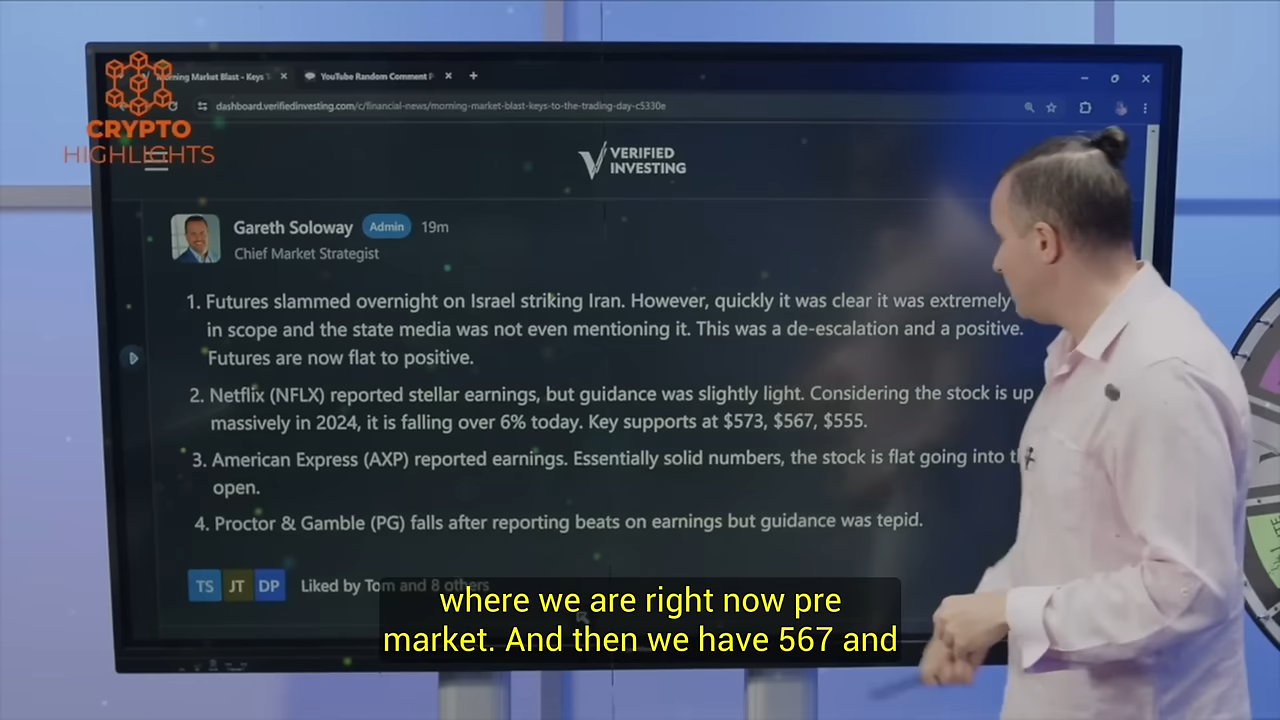 Morning Market Blast - Keys
YouTube Random Comment P
dashboard.verifiedinvesting.com/c/financial-news/morning-market-blast-keys-to-the-trading-day-c5330e
CRYPTO
HIGHLIGHTS
VERIFIED
INVESTING
Gareth Soloway Admin 19m
Chief Market Strategist
1. Futures slammed overnight on Israel striking Iran. However, quickly it was clear it was extremely
in scope and the state media was not even mentioning it. This was a de-escalation and a positive.
Futures are now flat to positive.
2. Netflix (NFLX) reported stellar earnings, but guidance was slightly light. Considering the stock is up
massively in 2024, it is falling over 6% today. Key supports at $573, $567, $555.
3. American Express (AXP) reported earnings. Essentially solid numbers, the stock is flat going into
open.
4. Proctor & Gamble (PG) falls after reporting beats on earnings but guidance was tepid.
TS JT DP Liked by Tom and 8 others
where we are right now pre
market. And then we have 567 and